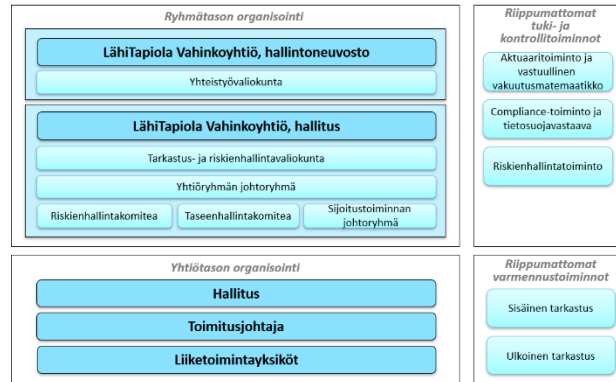 Ryhmätason organisointi
LähiTapiola Vahinkoyhtiö, hallintoneuvosto
Yhteistyövaliokunta
LähiTapiola Vahinkoyhtiö, hallitus
Tarkastus- ja riskienhallintavaliokunta
Yhtiöryhmän johtoryhmä
Riskienhallintakomitea
Taseenhallintakomitea
Sijoitustoiminnan
johtoryhmä
Riippumattomat
tuki- ja
kontrollitoiminnot
Aktuaaritoiminto ja
vastuullinen
vakuutusmatemaatikko
Compliance-toiminto ja
tietosuojavastaava
Riskienhallintatoiminto
Yhtiötason organisointi
Hallitus
Toimitusjohtaja
Liiketoimintayksiköt
Riippumattomat
varmennustoiminnot
Sisäinen tarkastus
Ulkoinen tarkastus